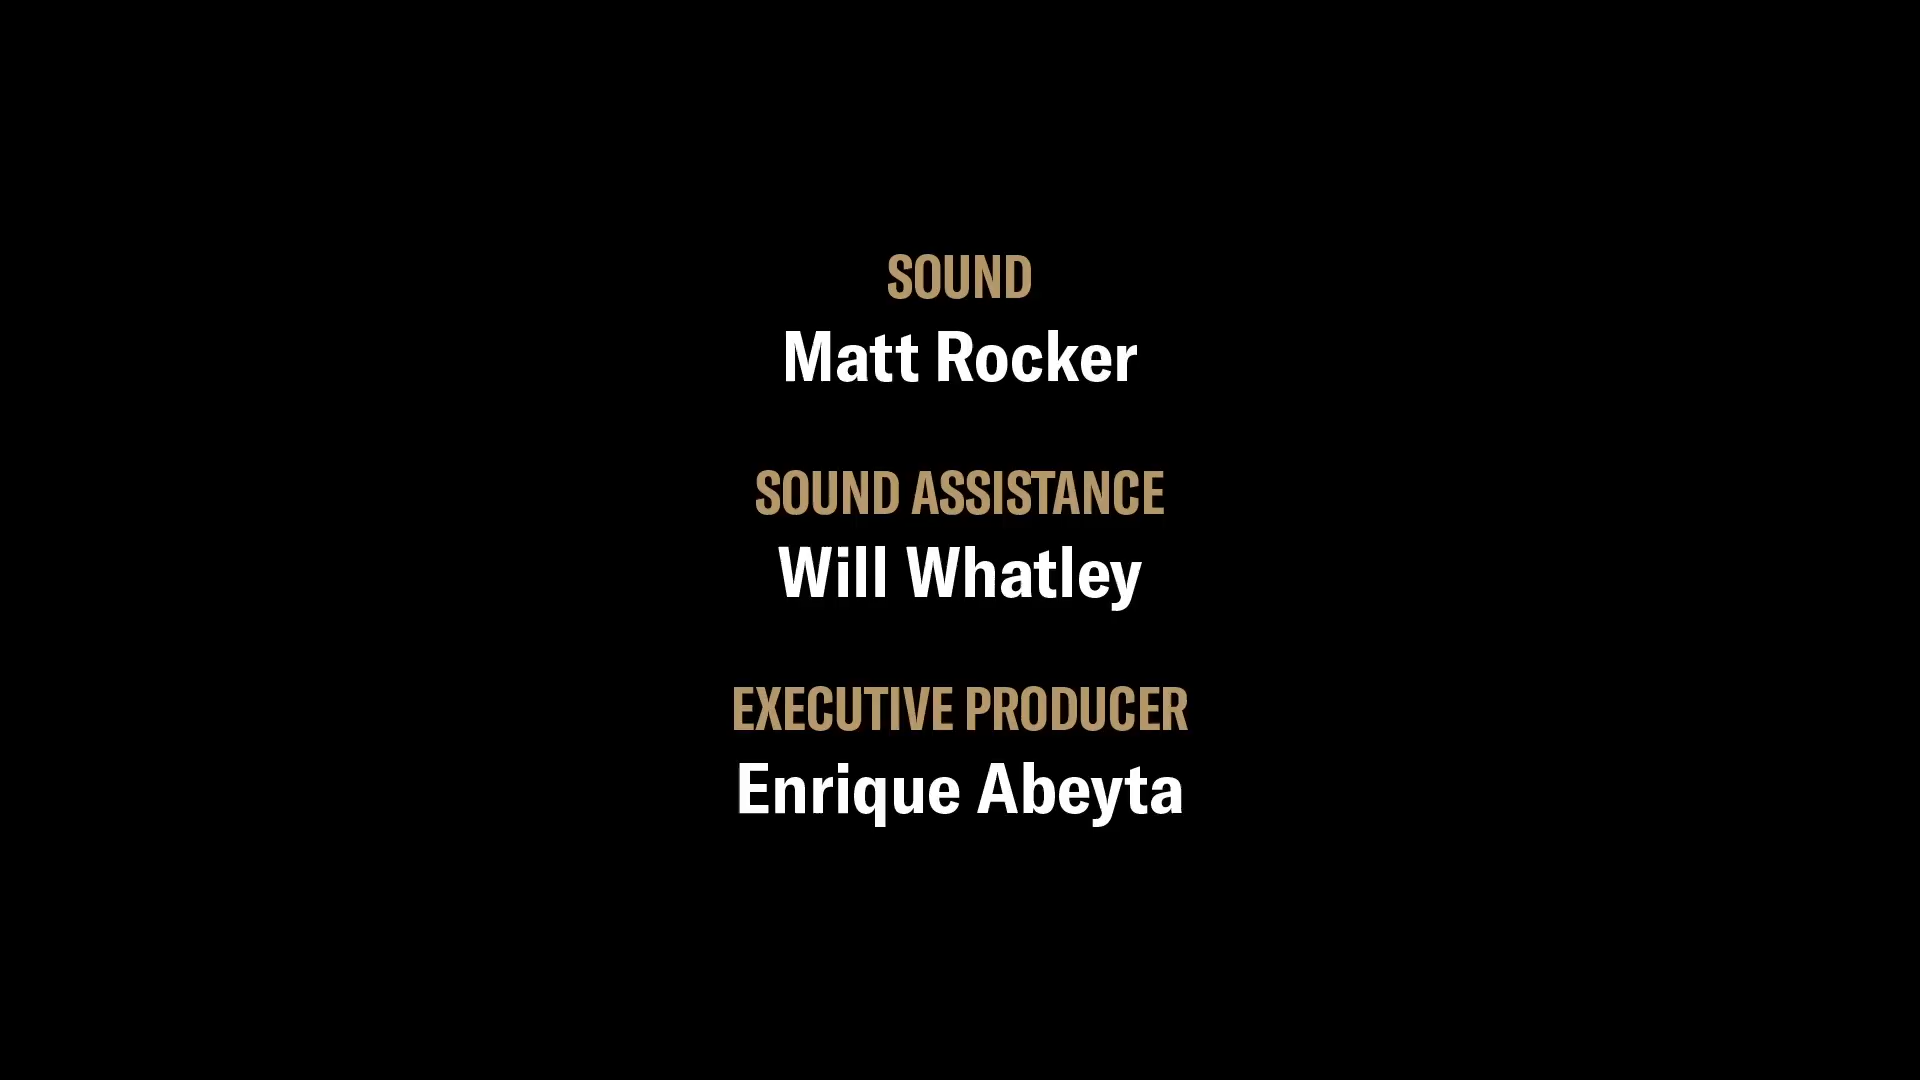 SOUND
Matt Rocker
SOUND ASSISTANCE
Will Whatley
EXECUTIVE PRODUCER
Enrique Abeyta